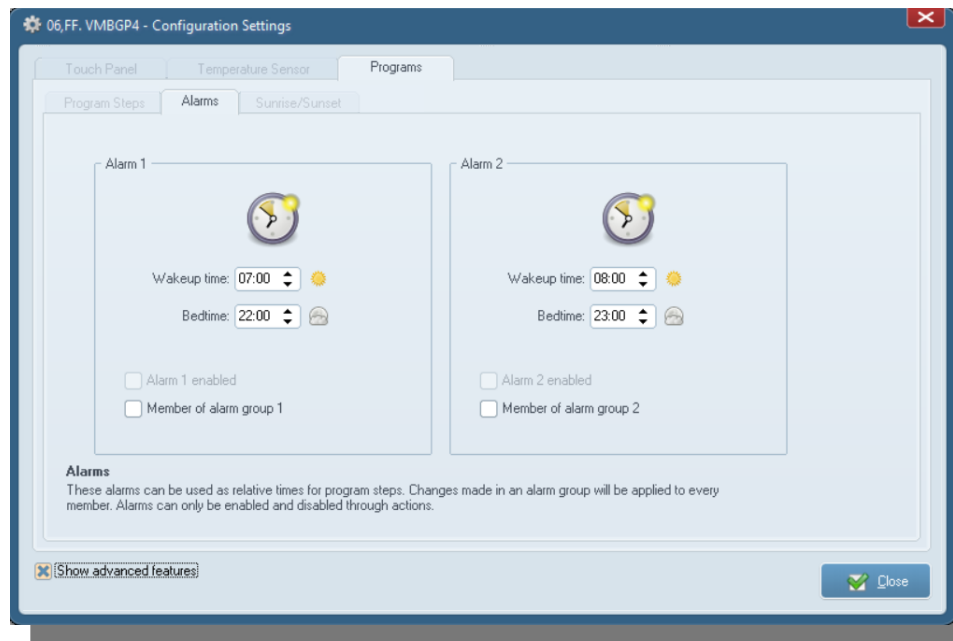 06,FF. VMBGP4 - Configuration Settings
Touch Panel
Temperature Sensor
Programs
Program Steps
Alarms
Sunrise/Sunset
Alarm 1
Wakeup time: 07:00
Bedtime: 22:00
Alarm 1 enabled
Member of alarm group 1
Alarm 2
Wakeup time: 08:00
Bedtime: 23:00
Alarm 2 enabled
Member of alarm group 2
Alarms
These alarms can be used as relative times for program steps. Changes made in an alarm group will be applied to every
member. Alarms can only be enabled and disabled through actions.
Show advanced features
Close